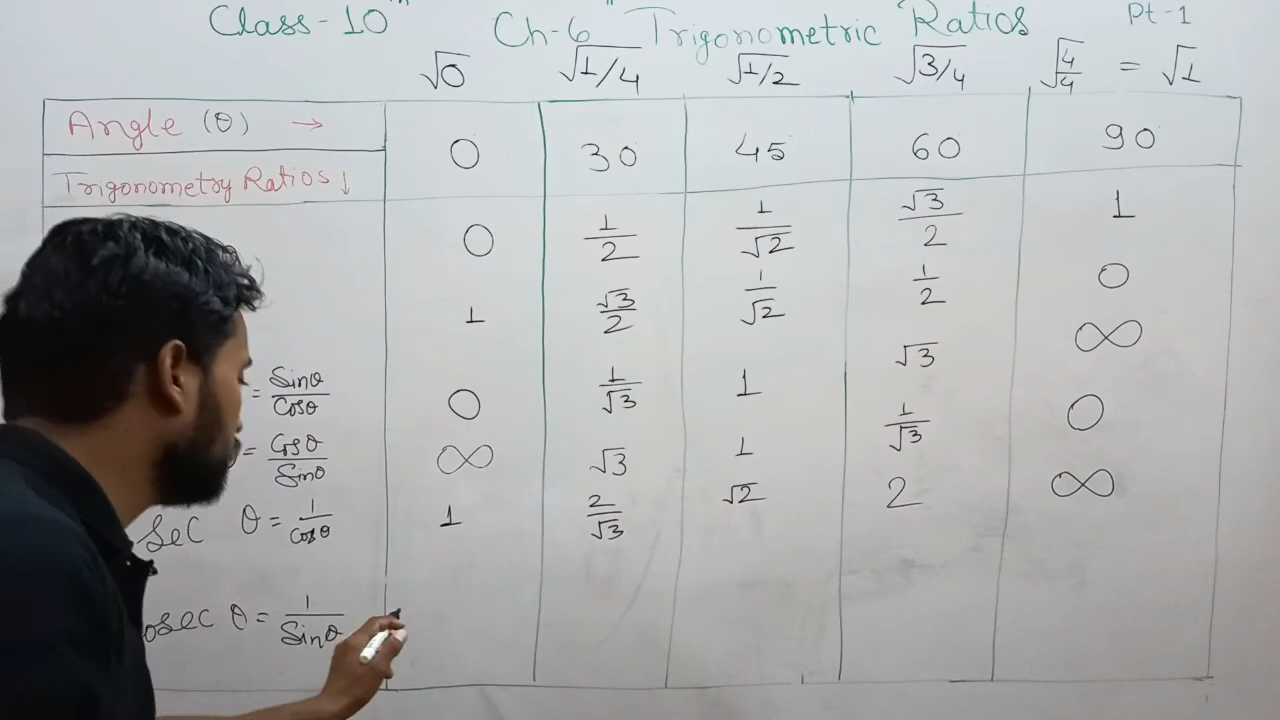 Class-10th Ch-6 "Trigonometric Ratios Pt-1
√0 √1/4 √1/2 √3/4 √4/4 = √1
Angle (θ) → 0 30 45 60 90
Trigonometry Ratios ↓
0 1/2 1/√2 √3/2 1
1 √3/2 1/√2 1/2 0
= Sinθ/Cosθ 0 1/√3 1 √3 ∞
= Cosθ/Sinθ ∞ √3 1 1/√3 0
Sec θ = 1/Cosθ 1 2/√3 √2 2 ∞
osec θ = 1/Sinθ